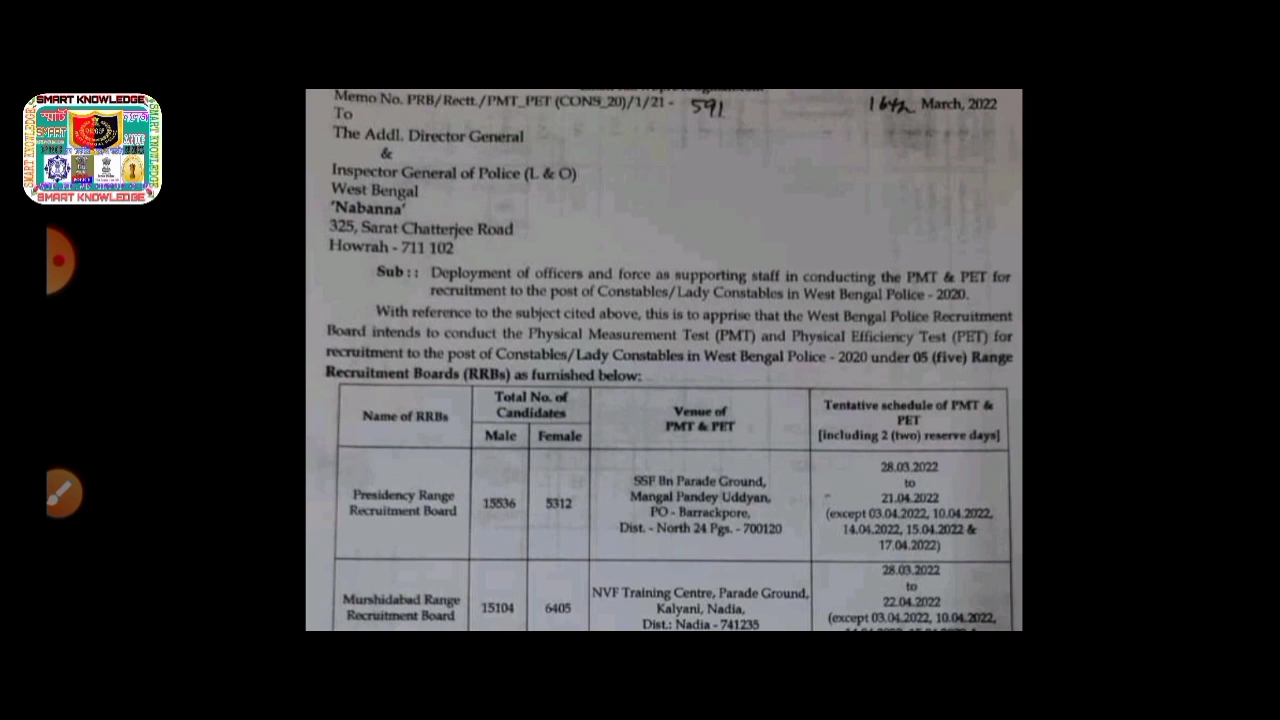 SMART KNOWLEDGE
স্মার্ট
SMART
SMART KNOWLEDGE
SMART KNOWLEDGE
Memo No. PRB/Rectt./PMT_PET (CONS_20)/1/21 - 591 16th March, 2022
To
The Addl. Director General
&
Inspector General of Police (L & O)
West Bengal
'Nabanna'
325, Sarat Chatterjee Road
Howrah - 711 102
Sub :: Deployment of officers and force as supporting staff in conducting the PMT & PET for
recruitment to the post of Constables/Lady Constables in West Bengal Police - 2020.
With reference to the subject cited above, this is to apprise that the West Bengal Police Recruitment
Board intends to conduct the Physical Measurement Test (PMT) and Physical Efficiency Test (PET) for
recruitment to the post of Constables/Lady Constables in West Bengal Police - 2020 under 05 (five) Range
Recruitment Boards (RRBs) as furnished below:
Name of RRBs
Total No. of
Candidates
Male Female
Venue of
PMT & PET
Tentative schedule of PMT &
PET
[including 2 (two) reserve days]
Presidency Range
Recruitment Board
15536
5312
SSF Bn Parade Ground,
Mangal Pandey Uddyan,
PO - Barrackpore,
Dist. - North 24 Pgs. - 700120
28.03.2022
to
21.04.2022
(except 03.04.2022, 10.04.2022,
14.04.2022, 15.04.2022 &
17.04.2022)
Murshidabad Range
Recruitment Board
15104
6405
NVF Training Centre, Parade Ground,
Kalyani, Nadia,
Dist.: Nadia - 741235
28.03.2022
to
22.04.2022
(except 03.04.2022, 10.04.2022,